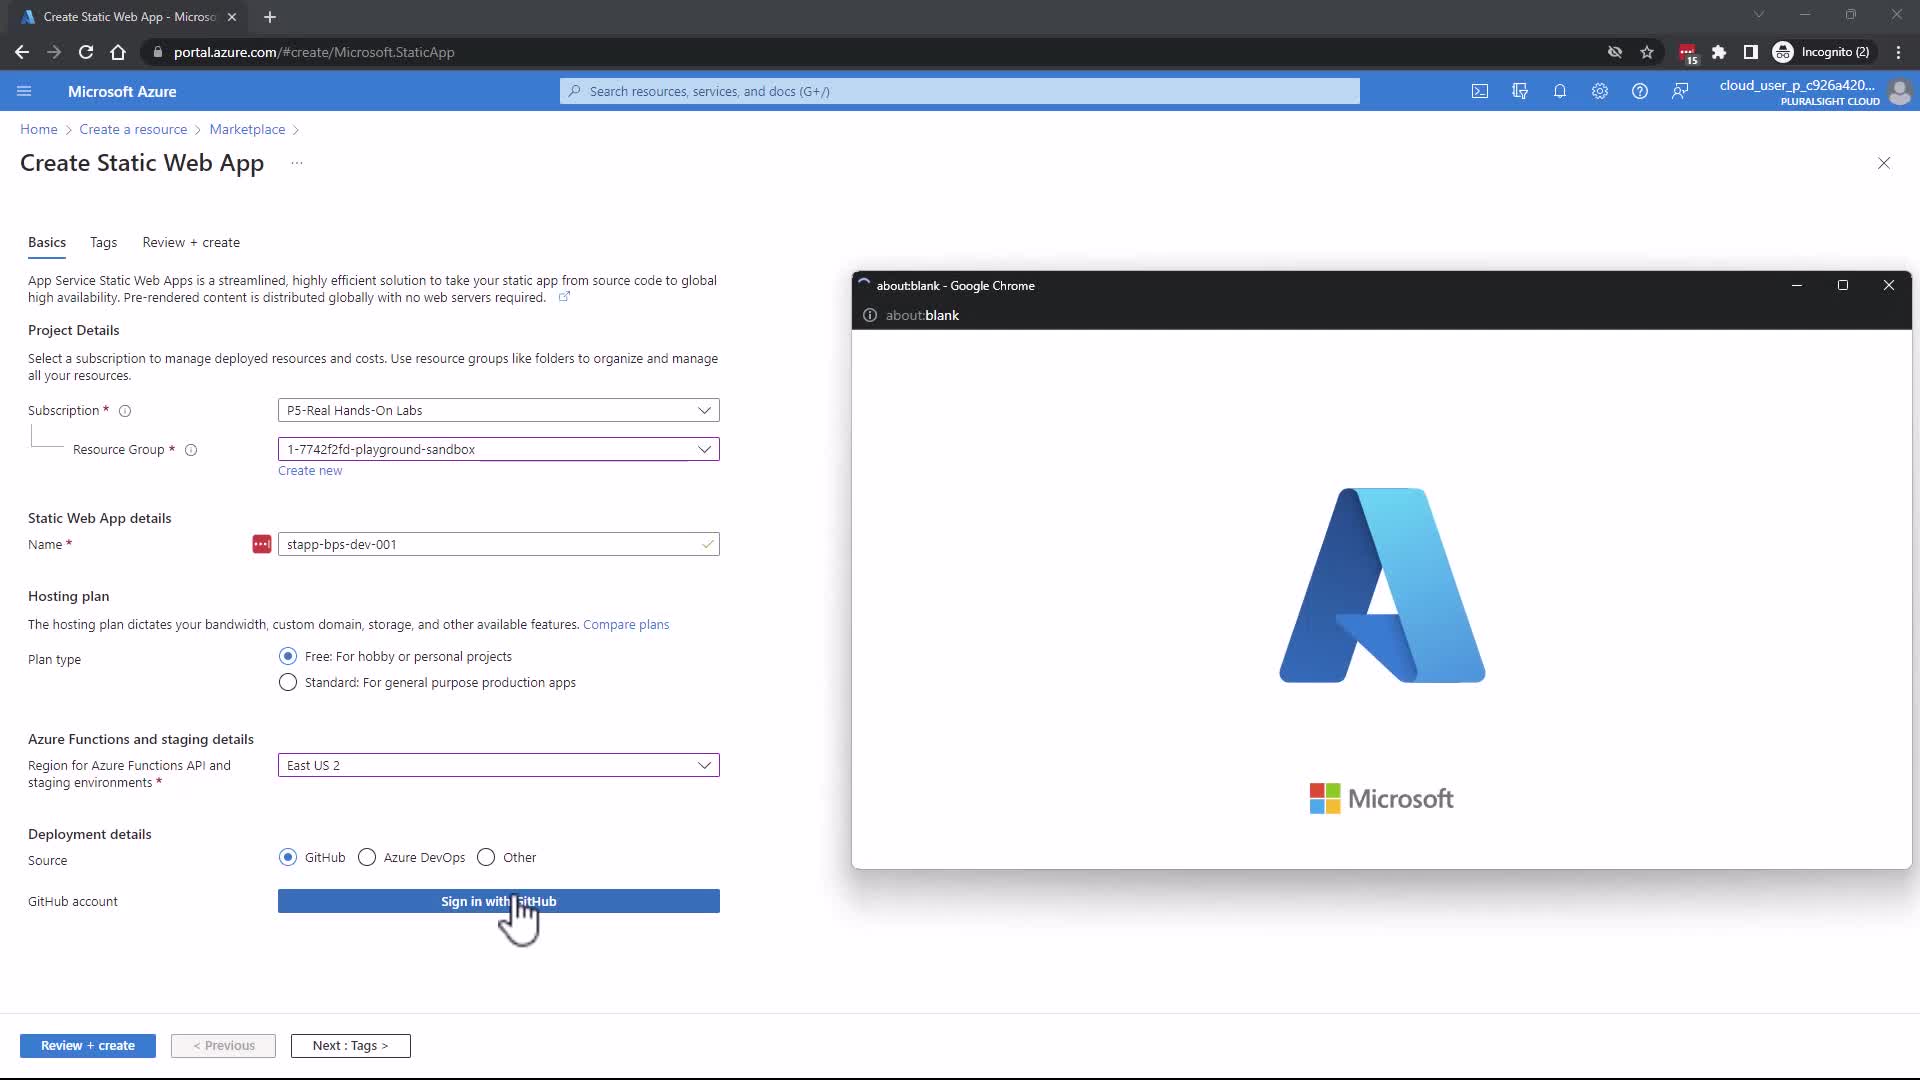 Create Static Web App - Microso
portal.azure.com/#create/Microsoft.StaticApp
15
Incognito (2)
Microsoft Azure
Search resources, services, and docs (G+/)
cloud_user_p_c926a420...
PLURALSIGHT CLOUD
Home > Create a resource > Marketplace >
Create Static Web App ...
Basics
Tags
Review + create
App Service Static Web Apps is a streamlined, highly efficient solution to take your static app from source code to global
high availability. Pre-rendered content is distributed globally with no web servers required.
Project Details
Select a subscription to manage deployed resources and costs. Use resource groups like folders to organize and manage
all your resources.
Subscription *
P5-Real Hands-On Labs
Resource Group *
1-7742f2fd-playground-sandbox
Create new
Static Web App details
Name *
stapp-bps-dev-001
Hosting plan
The hosting plan dictates your bandwidth, custom domain, storage, and other available features. Compare plans
Plan type
Free: For hobby or personal projects
Standard: For general purpose production apps
Azure Functions and staging details
Region for Azure Functions API and
staging environments *
East US 2
Deployment details
Source
GitHub
Azure DevOps
Other
GitHub account
Sign in with GitHub
Review + create
< Previous
Next : Tags >
about:blank - Google Chrome
about:blank
Microsoft